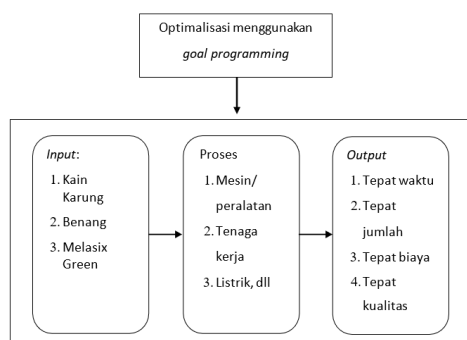 Optimalisasi menggunakan
goal programming
Input:
1. Kain
Karung
2. Benang
3. Melasix
Green
Proses
1. Mesin/
peralatan
2. Tenaga
kerja
3. Listrik, dll
Output
1. Tepat waktu
2. Tepat
jumlah
3. Tepat biaya
4. Tepat
kualitas